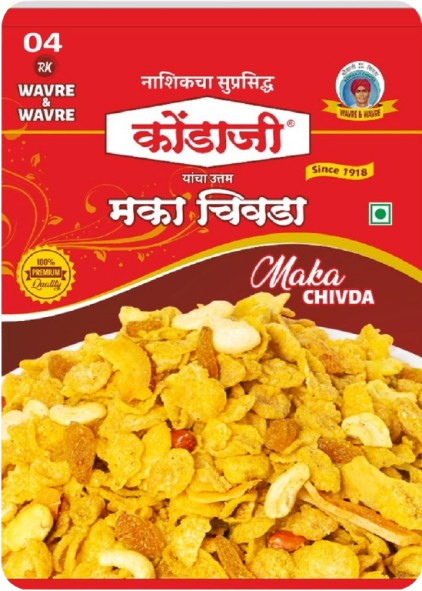 04
RK
WAVRE
&
WAVRE
नाशिकचा सुप्रसिद्ध
कोंडाजी®
यांचा उत्तम
मका चिवडा
WAVRE & WAVRE
Since 1918
100%
PREMIUM
Quality
Maka
CHIVDA